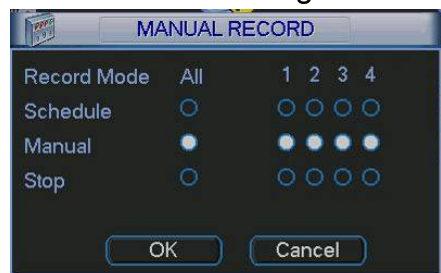 MANUAL RECORD
Record Mode All 1 2 3 4
Schedule
Manual
Stop
OK Cancel